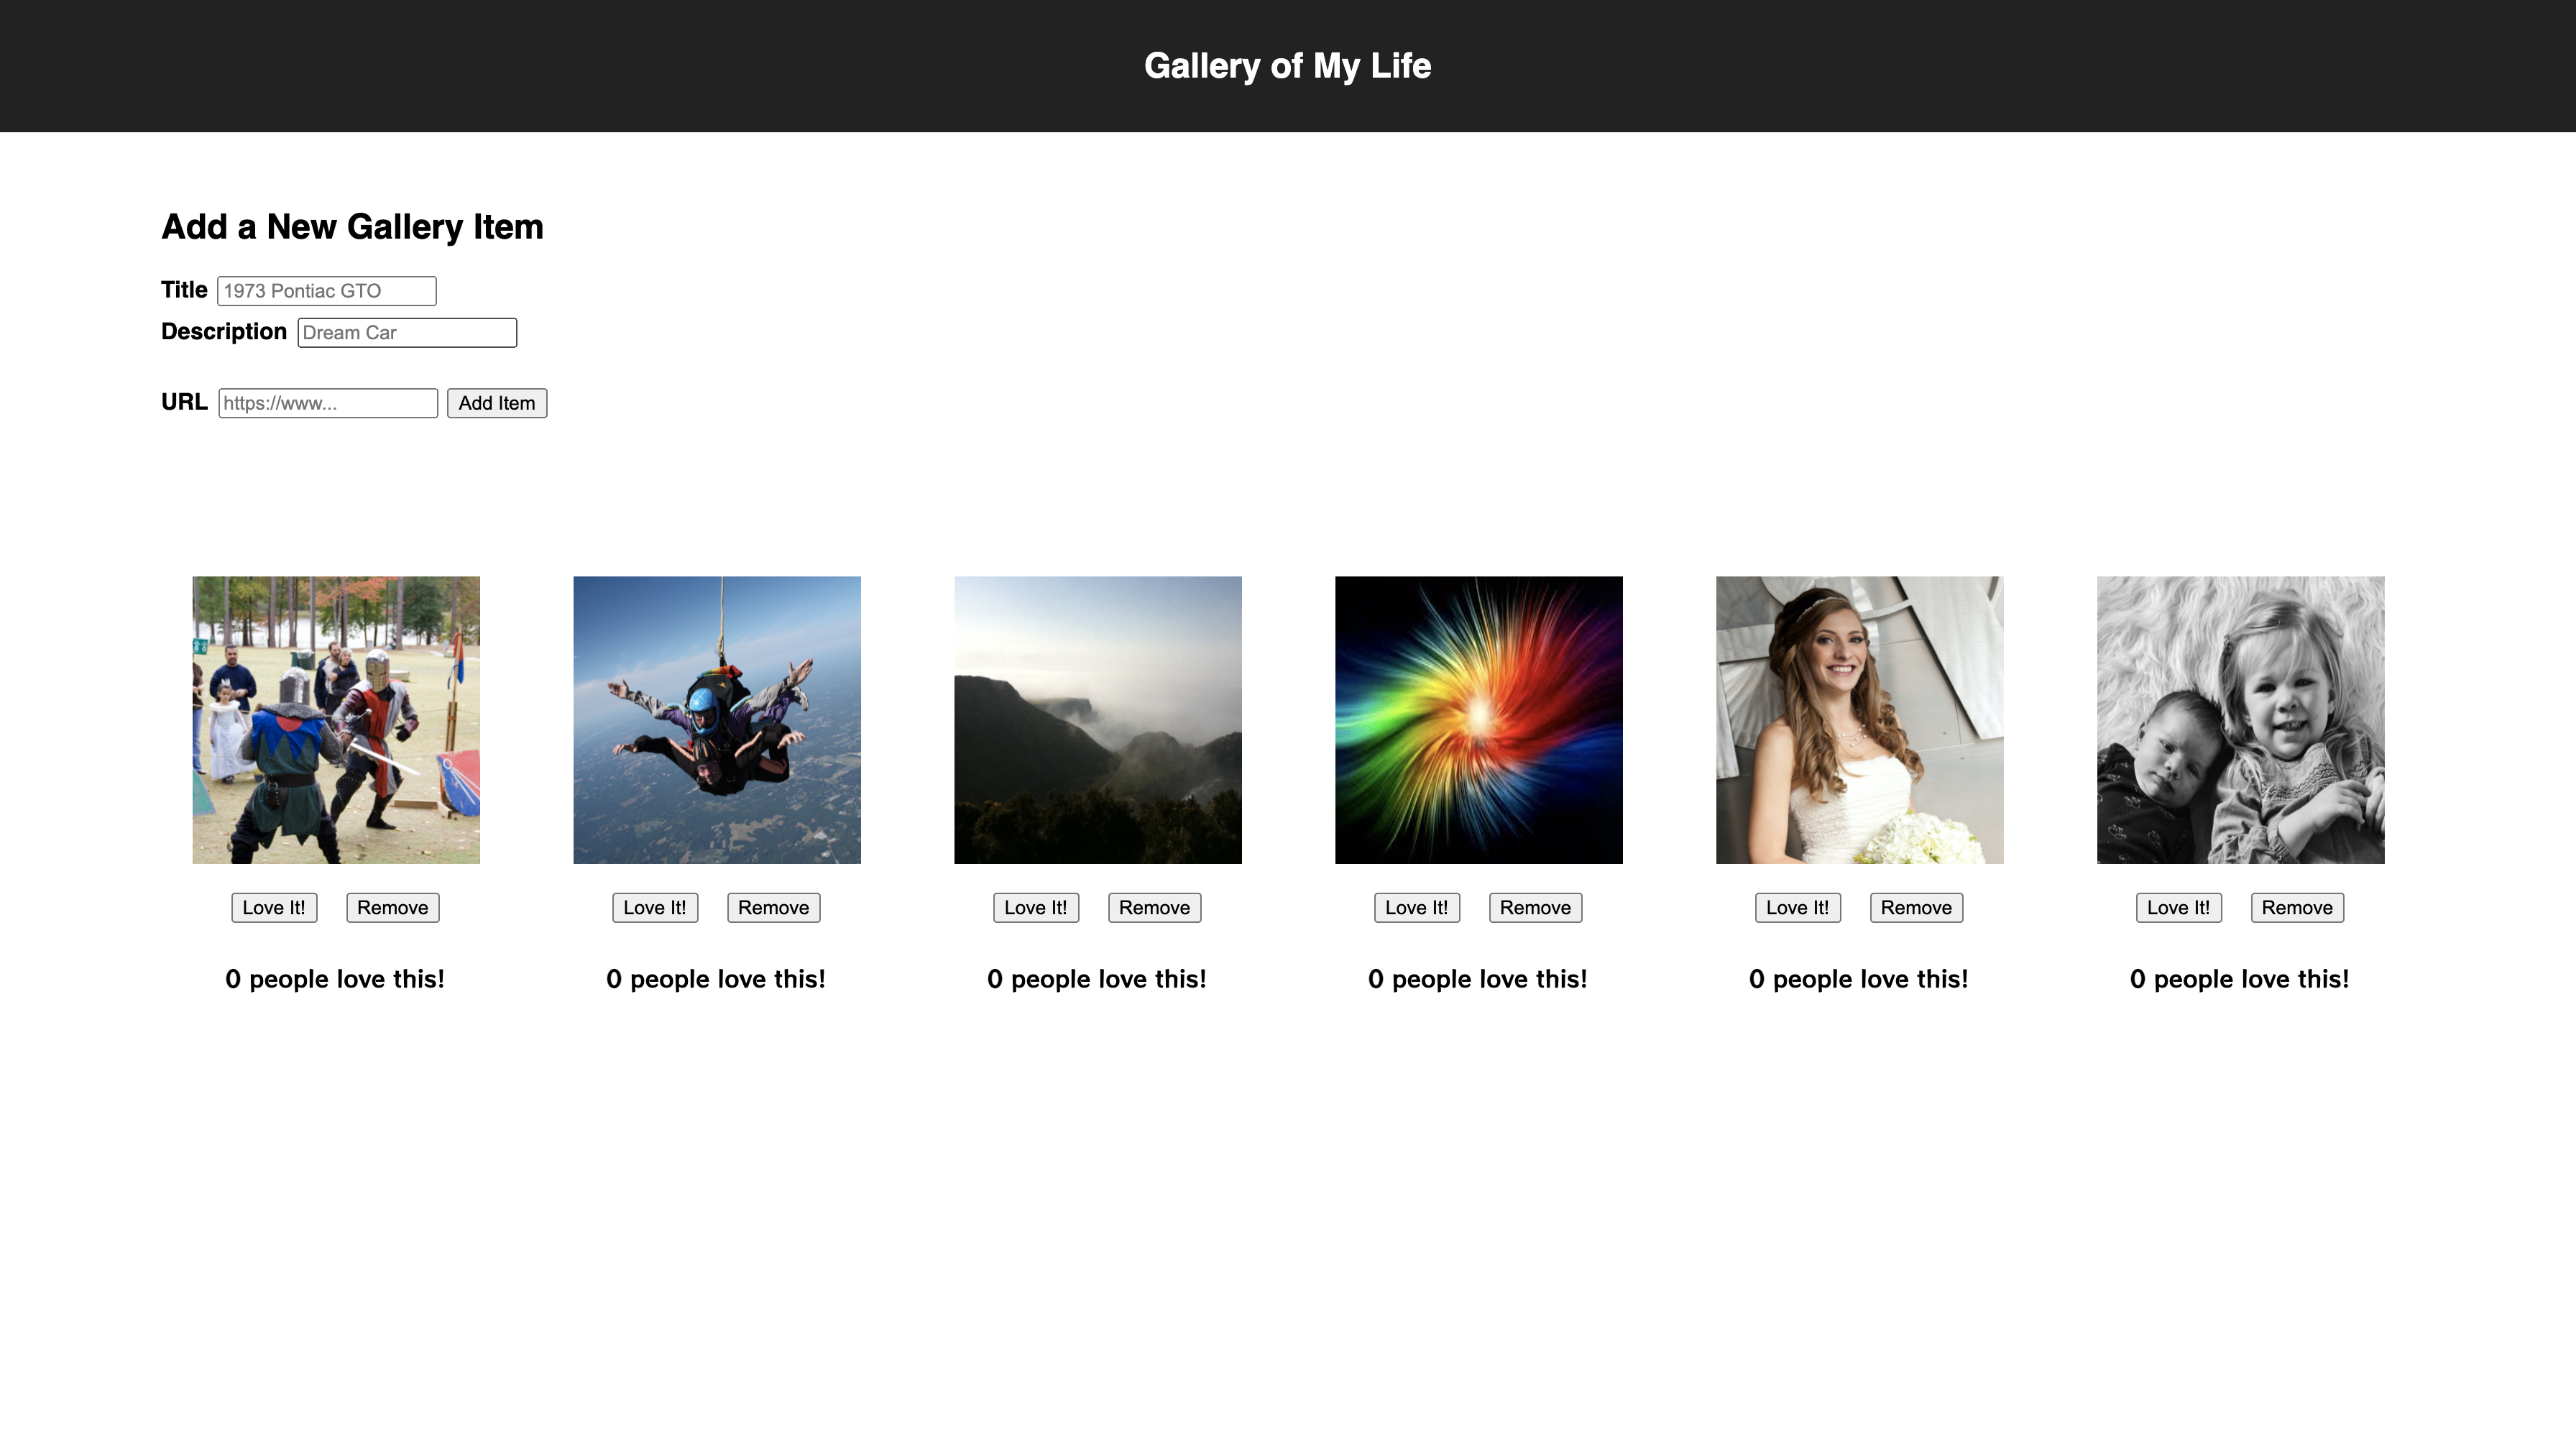 Gallery of My Life
Add a New Gallery Item
Title 1973 Pontiac GTO
Description Dream Car
URL https://www... Add Item
Love It! Remove Love It! Remove Love It! Remove Love It! Remove Love It! Remove Love It! Remove
0 people love this! 0 people love this! 0 people love this! 0 people love this! 0 people love this! 0 people love this!